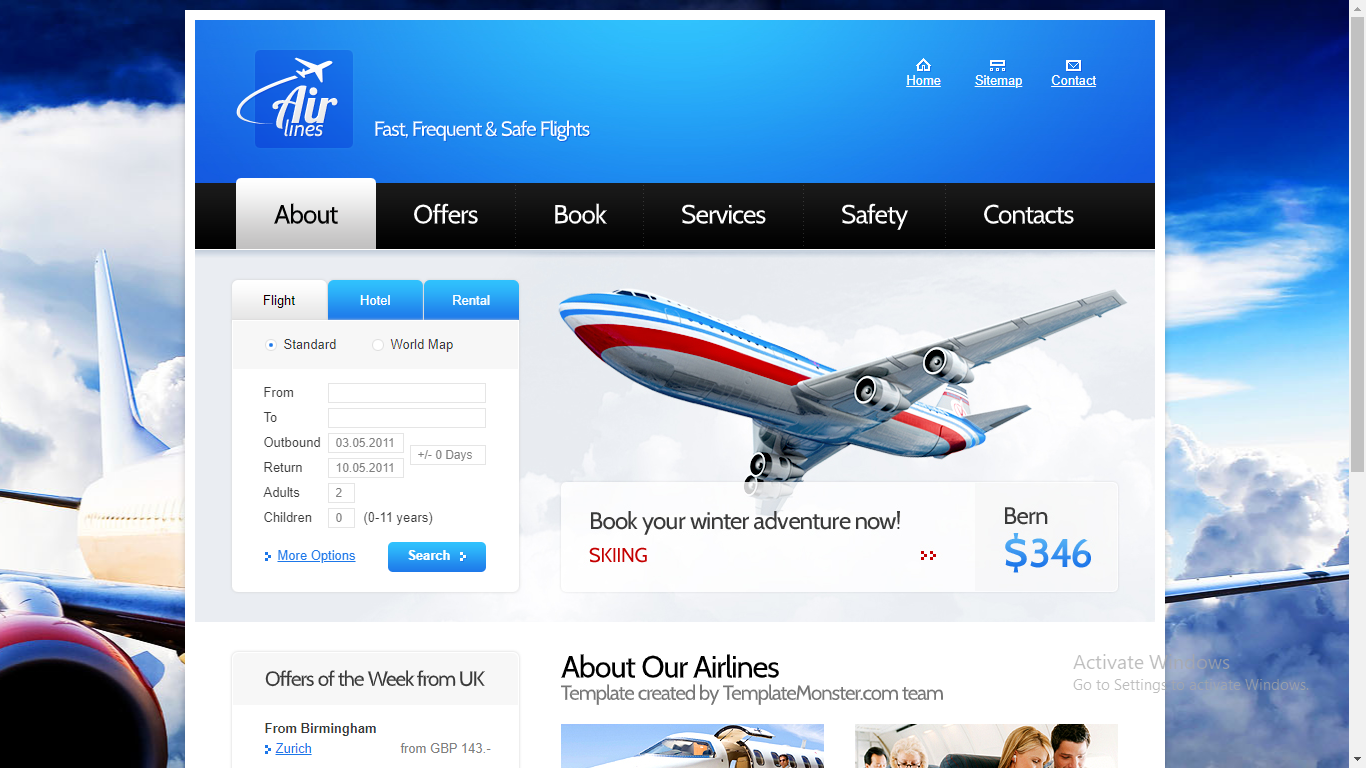 Air
lines
Fast, Frequent & Safe Flights
Home
Sitemap
Contact
About
Offers
Book
Services
Safety
Contacts
Flight
Hotel
Rental
Standard
World Map
From
To
Outbound 03.05.2011
+/- 0 Days
Return 10.05.2011
Adults 2
Children 0 (0-11 years)
More Options
Search
Book your winter adventure now!
SKIING
Bern
$346
Offers of the Week from UK
From Birmingham
Zurich from GBP 143.-
About Our Airlines
Template created by TemplateMonster.com team
Activate Windows
Go to Settings to activate Windows.